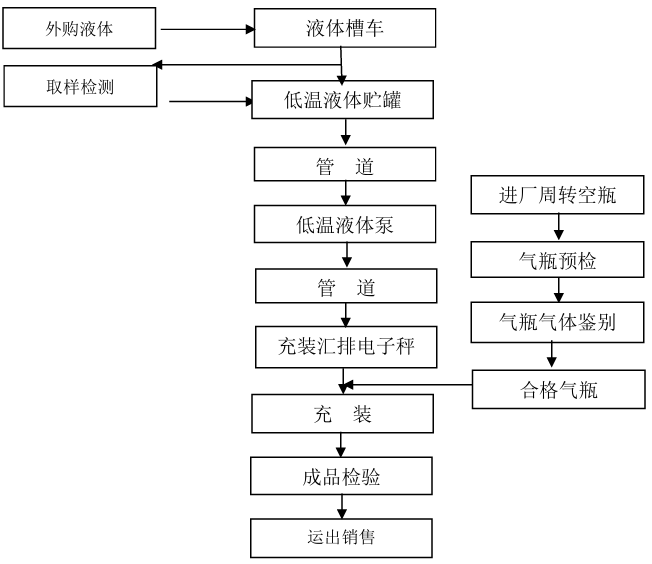 外购液体
液体槽车
取样检测
低温液体贮罐
管 道
低温液体泵
管 道
充装汇排电子秤
充 装
成品检验
运出销售
进厂周转空瓶
气瓶预检
气瓶气体鉴别
合格气瓶